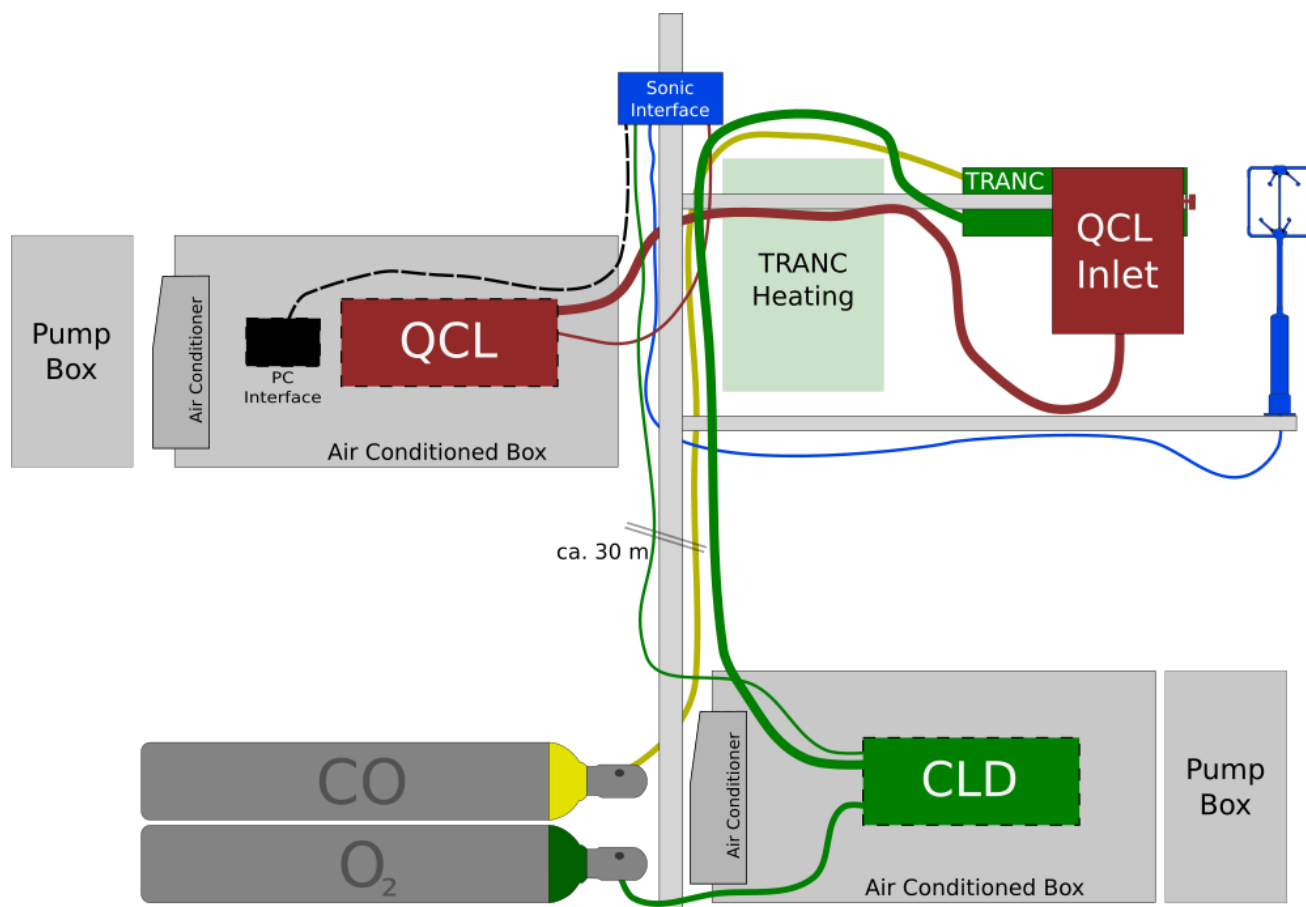 Sonic
Interface
TRANC
QCL
Inlet
TRANC
Heating
Pump
Box
Air Conditioner
PC
Interface
QCL
Air Conditioned Box
ca. 30 m
CO
O₂
Air Conditioner
CLD
Air Conditioned Box
Pump
Box